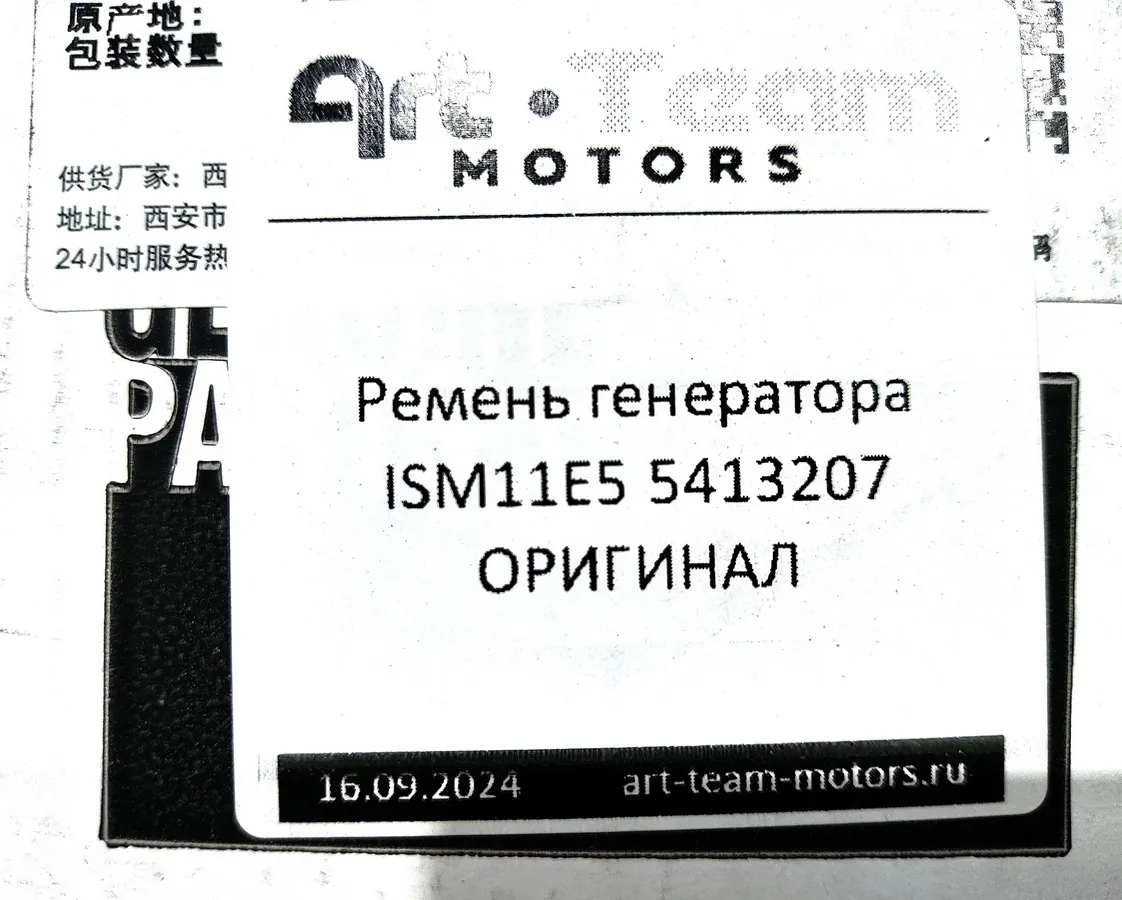 原产地：
包装数量
供货厂家：西
地址：西安市
24小时服务热
码
PA
Art·Team
MOTORS
Ремень генератора
ISM11E5 5413207
ОРИГИНАЛ
16.09.2024 art-team-motors.ru